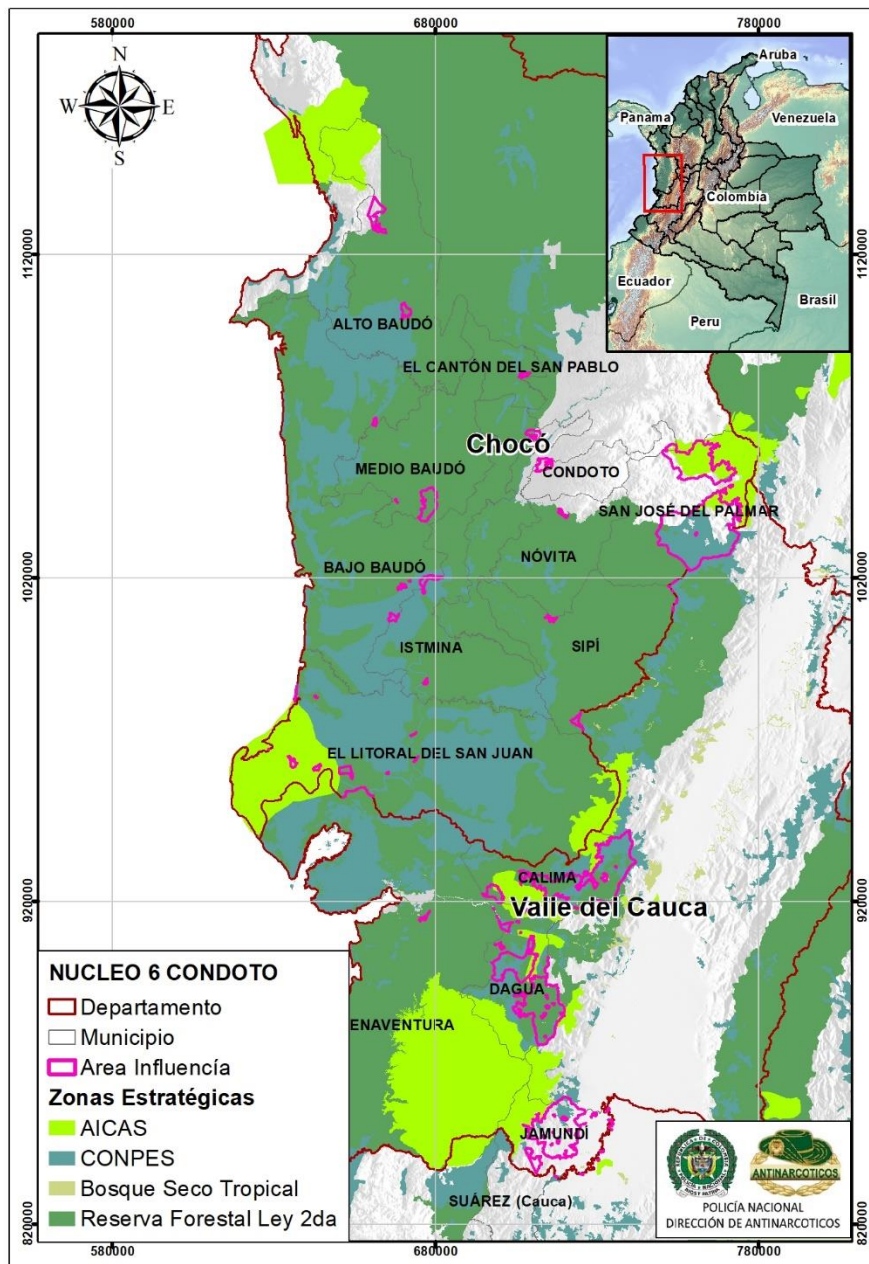 580000
680000
780000
N
W
E
S
Aruba
Panama
Venezuela
Colombia
Ecuador
Peru
Brasil
1120000
1120000
ALTO BAUDÓ
EL CANTÓN DEL SAN PABLO
Chocó
MEDIO BAUDÓ
CONDOTO
SAN JOSÉ DEL PALMAR
1020000
1020000
BAJO BAUDÓ
NÓVITA
ISTMINA
SIPÍ
EL LITORAL DEL SAN JUAN
CALIMA
920000
920000
Valle del Cauca
DAGUA
ENAVENTURA
JAMUNDÍ
SUÁREZ (Cauca)
820000
820000
NUCLEO 6 CONDOTO
Departamento
Municipio
Area Influencía
Zonas Estratégicas
AICAS
CONPES
Bosque Seco Tropical
Reserva Forestal Ley 2da
ANTINARCOTICOS
POLICÍA NACIONAL
DIRECCIÓN DE ANTINARCOTICOS
580000
680000
780000